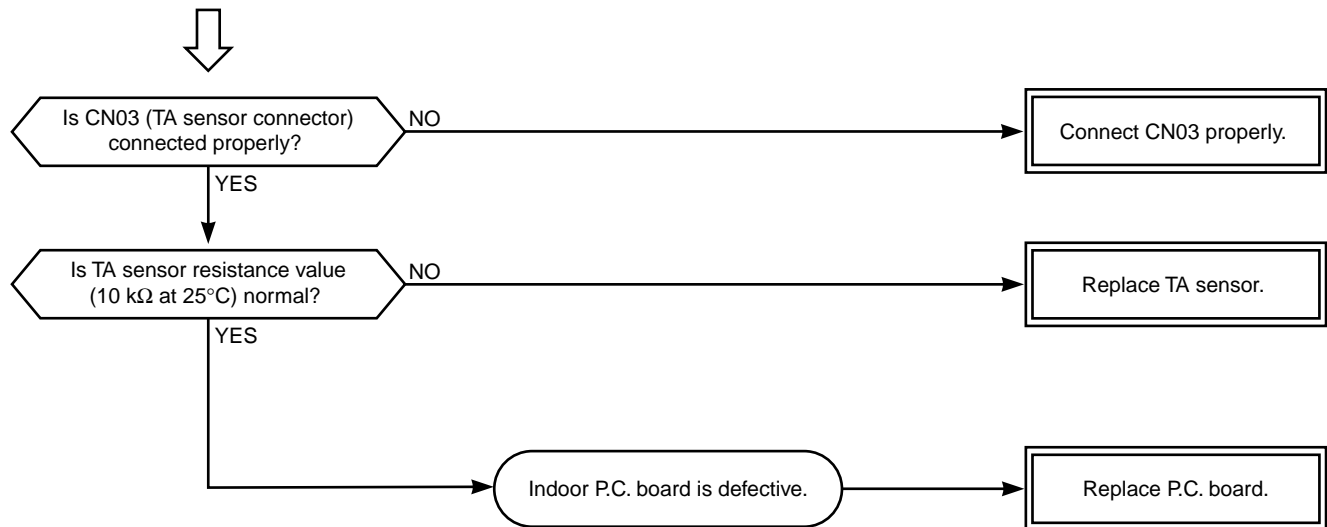 Is CN03 (TA sensor connector)
connected properly?
NO
Connect CN03 properly.
YES
Is TA sensor resistance value
(10 kΩ at 25°C) normal?
NO
Replace TA sensor.
YES
Indoor P.C. board is defective.
Replace P.C. board.